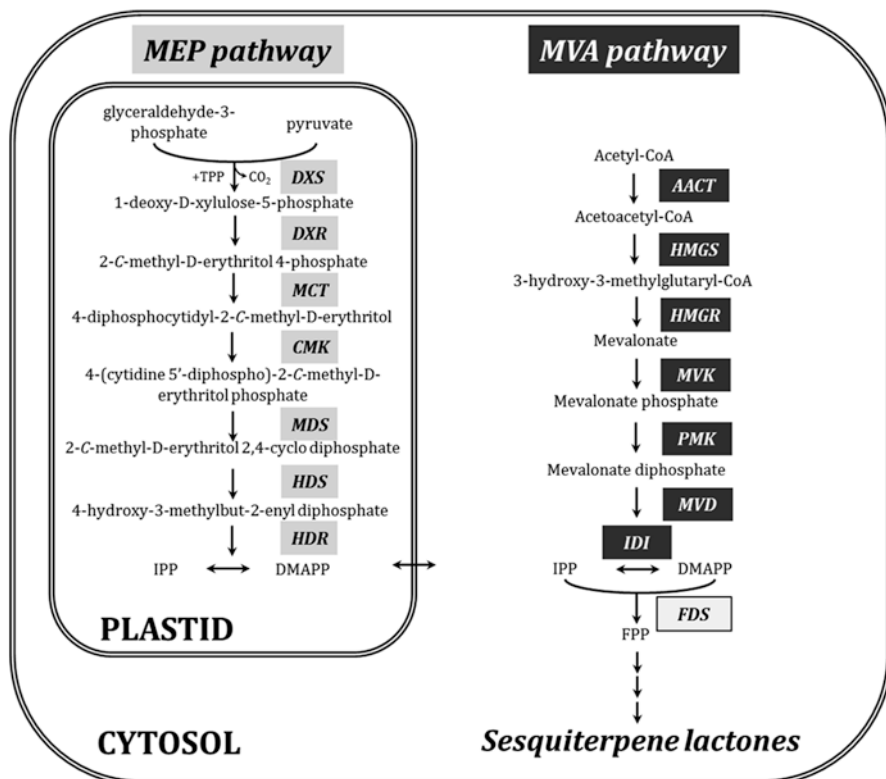 MEP pathway
glyceraldehyde-3-
phosphate
pyruvate
+TPP
CO₂
DXS
1-deoxy-D-xylulose-5-phosphate
DXR
2-C-methyl-D-erythritol 4-phosphate
MCT
4-diphosphocytidyl-2-C-methyl-D-erythritol
CMK
4-(cytidine 5'-diphospho)-2-C-methyl-D-
erythritol phosphate
MDS
2-C-methyl-D-erythritol 2,4-cyclo diphosphate
HDS
4-hydroxy-3-methylbut-2-enyl diphosphate
HDR
IPP
DMAPP
PLASTID
CYTOSOL
MVA pathway
Acetyl-CoA
AACT
Acetoacetyl-CoA
HMGS
3-hydroxy-3-methylglutaryl-CoA
HMGR
Mevalonate
MVK
Mevalonate phosphate
PMK
Mevalonate diphosphate
MVD
IDI
IPP
DMAPP
FDS
FPP
Sesquiterpene lactones